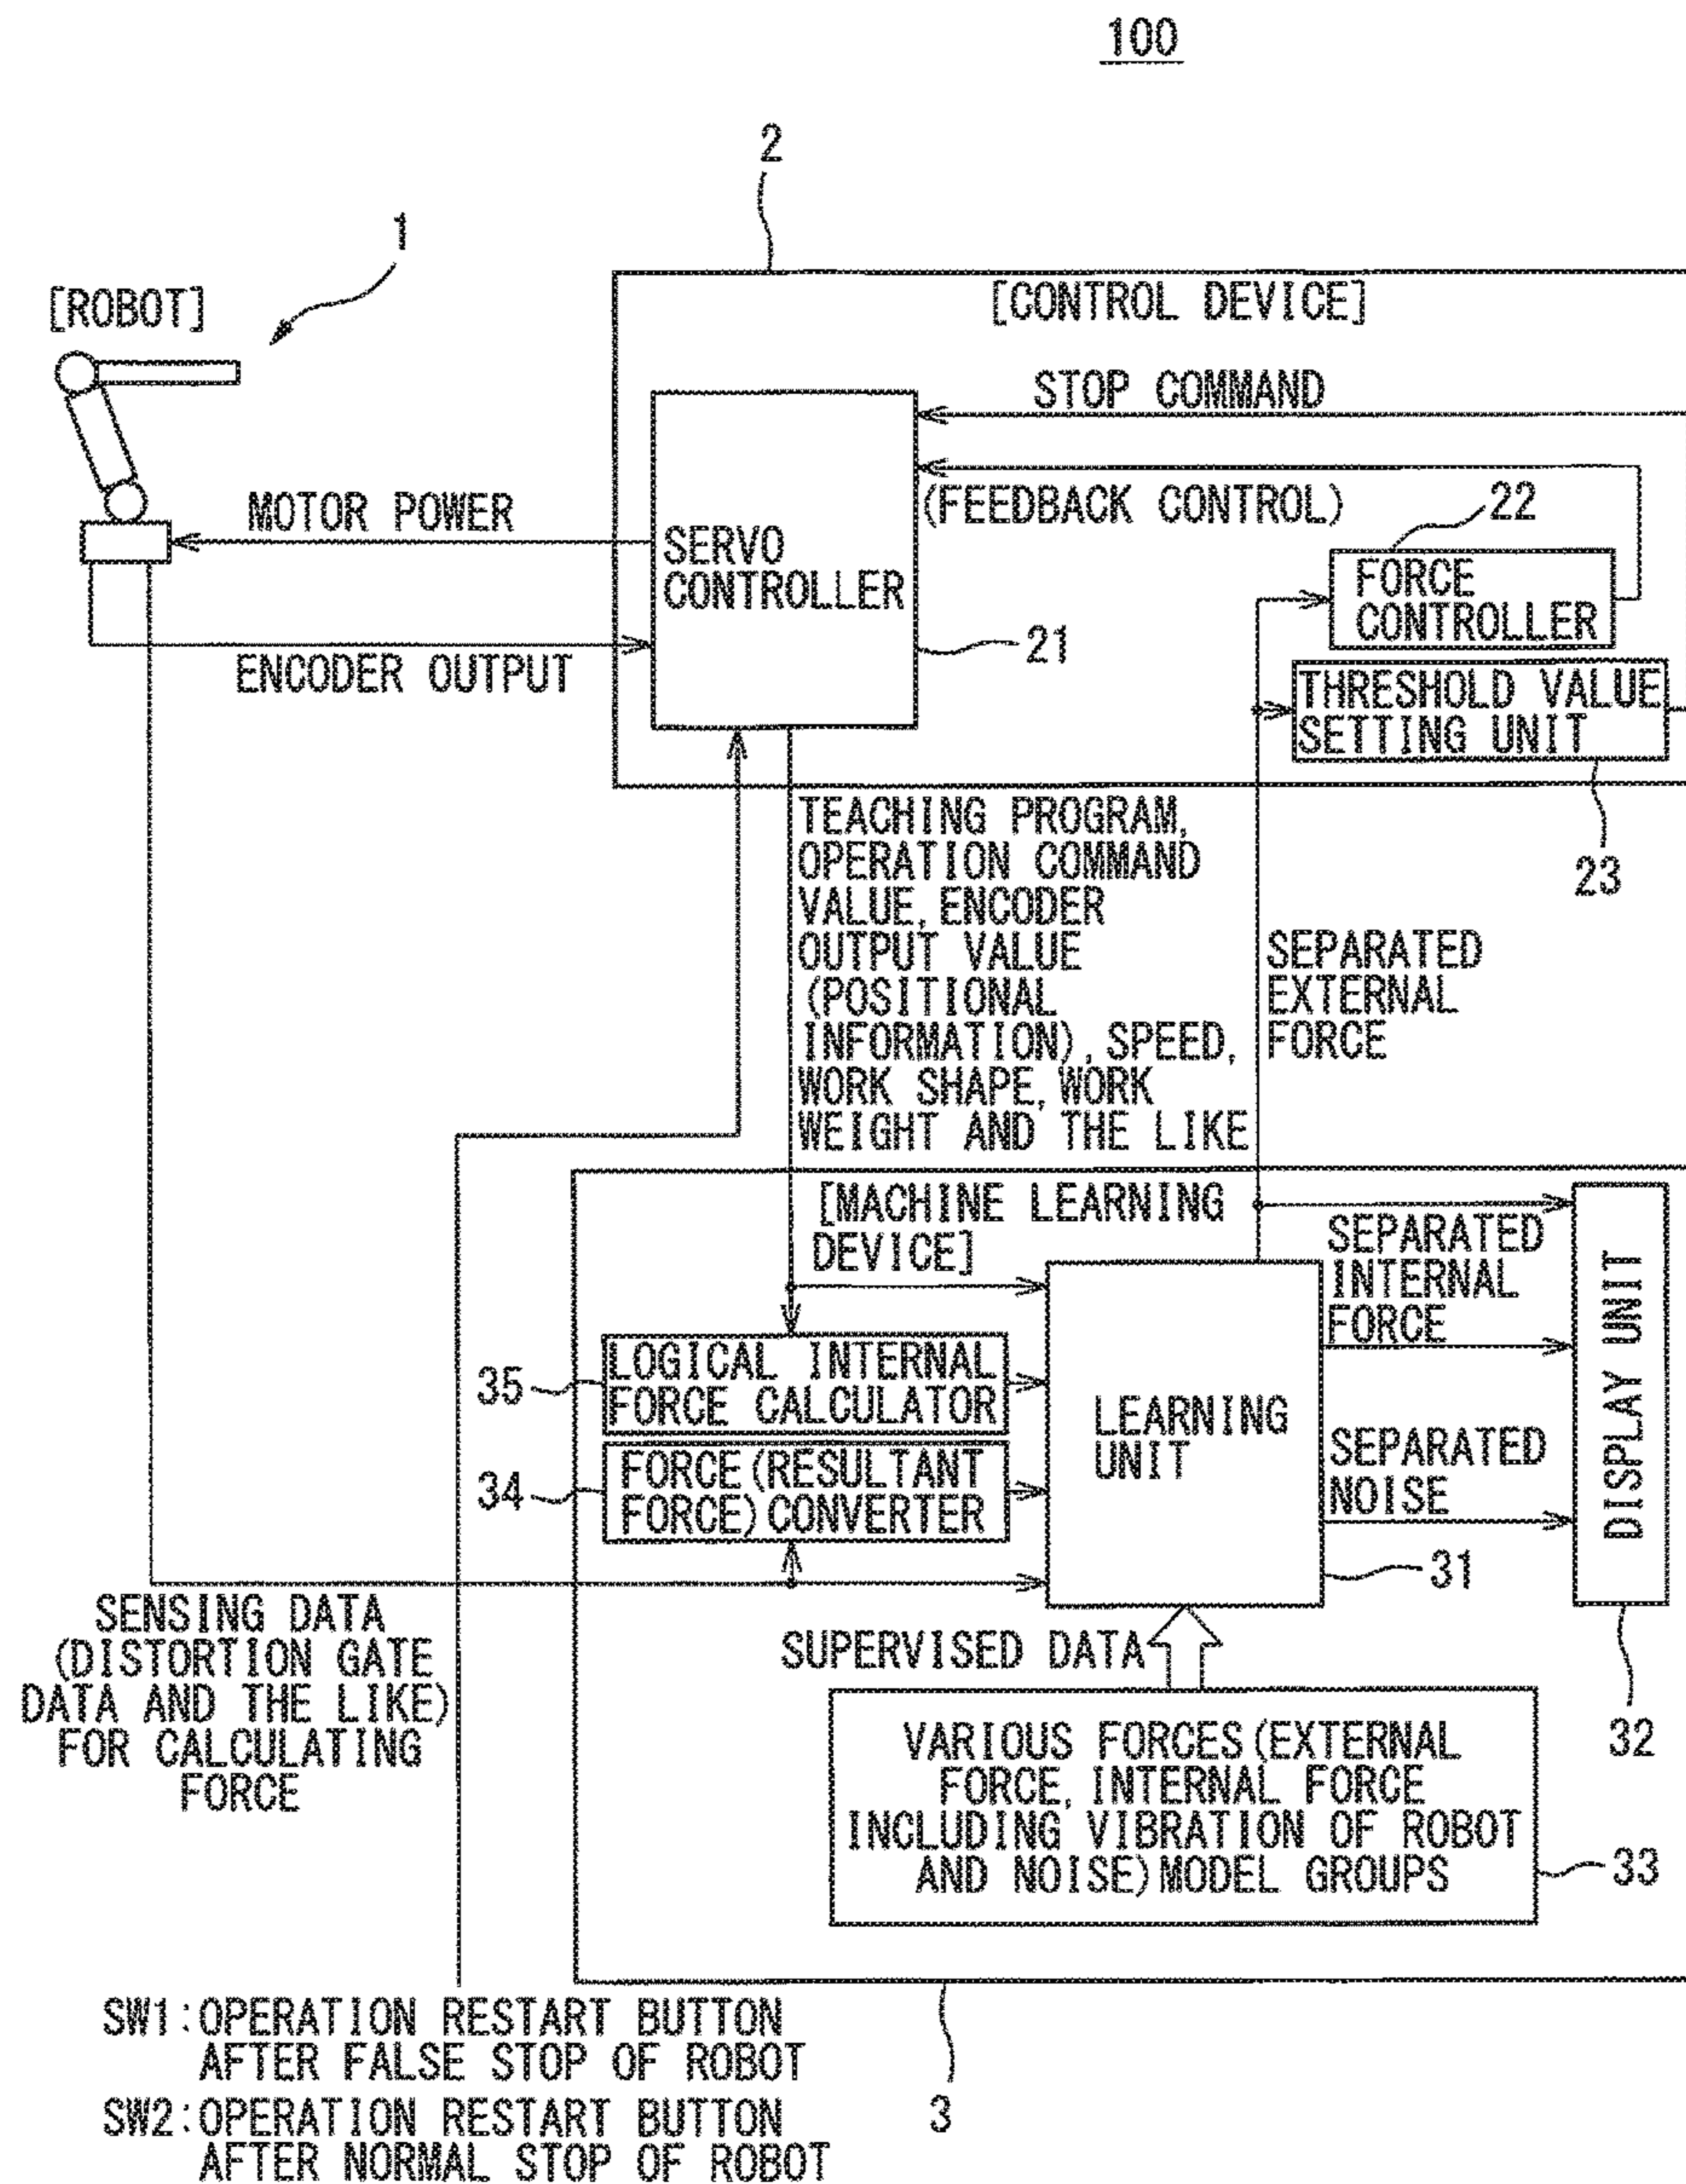 100
2
1
[ROBOT]
[CONTROL DEVICE]
STOP COMMAND
(FEEDBACK CONTROL)
22
MOTOR POWER
SERVO
CONTROLLER
FORCE
CONTROLLER
21
ENCODER OUTPUT
THRESHOLD VALUE
SETTING UNIT
23
TEACHING PROGRAM,
OPERATION COMMAND
VALUE, ENCODER
OUTPUT VALUE
(POSITIONAL
INFORMATION), SPEED,
WORK SHAPE, WORK
WEIGHT AND THE LIKE
SEPARATED
EXTERNAL
FORCE
[MACHINE LEARNING
DEVICE]
SEPARATED
INTERNAL
FORCE
DISPLAY UNIT
35
LOGICAL INTERNAL
FORCE CALCULATOR
LEARNING
UNIT
34
FORCE (RESULTANT
FORCE) CONVERTER
SEPARATED
NOISE
31
32
SENSING DATA
(DISTORTION GATE
DATA AND THE LIKE)
FOR CALCULATING
FORCE
SUPERVISED DATA
VARIOUS FORCES (EXTERNAL
FORCE, INTERNAL FORCE
INCLUDING VIBRATION OF ROBOT
AND NOISE) MODEL GROUPS
33
3
SW1:OPERATION RESTART BUTTON
AFTER FALSE STOP OF ROBOT
SW2:OPERATION RESTART BUTTON
AFTER NORMAL STOP OF ROBOT